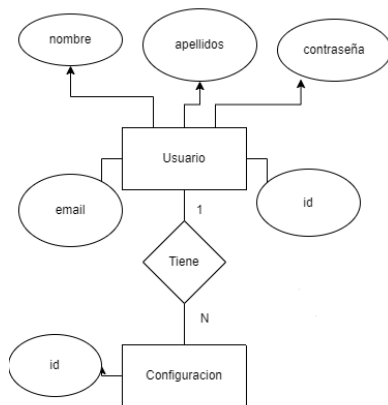 nombre
apellidos
contraseña
Usuario
email
id
1
Tiene
N
id
Configuracion